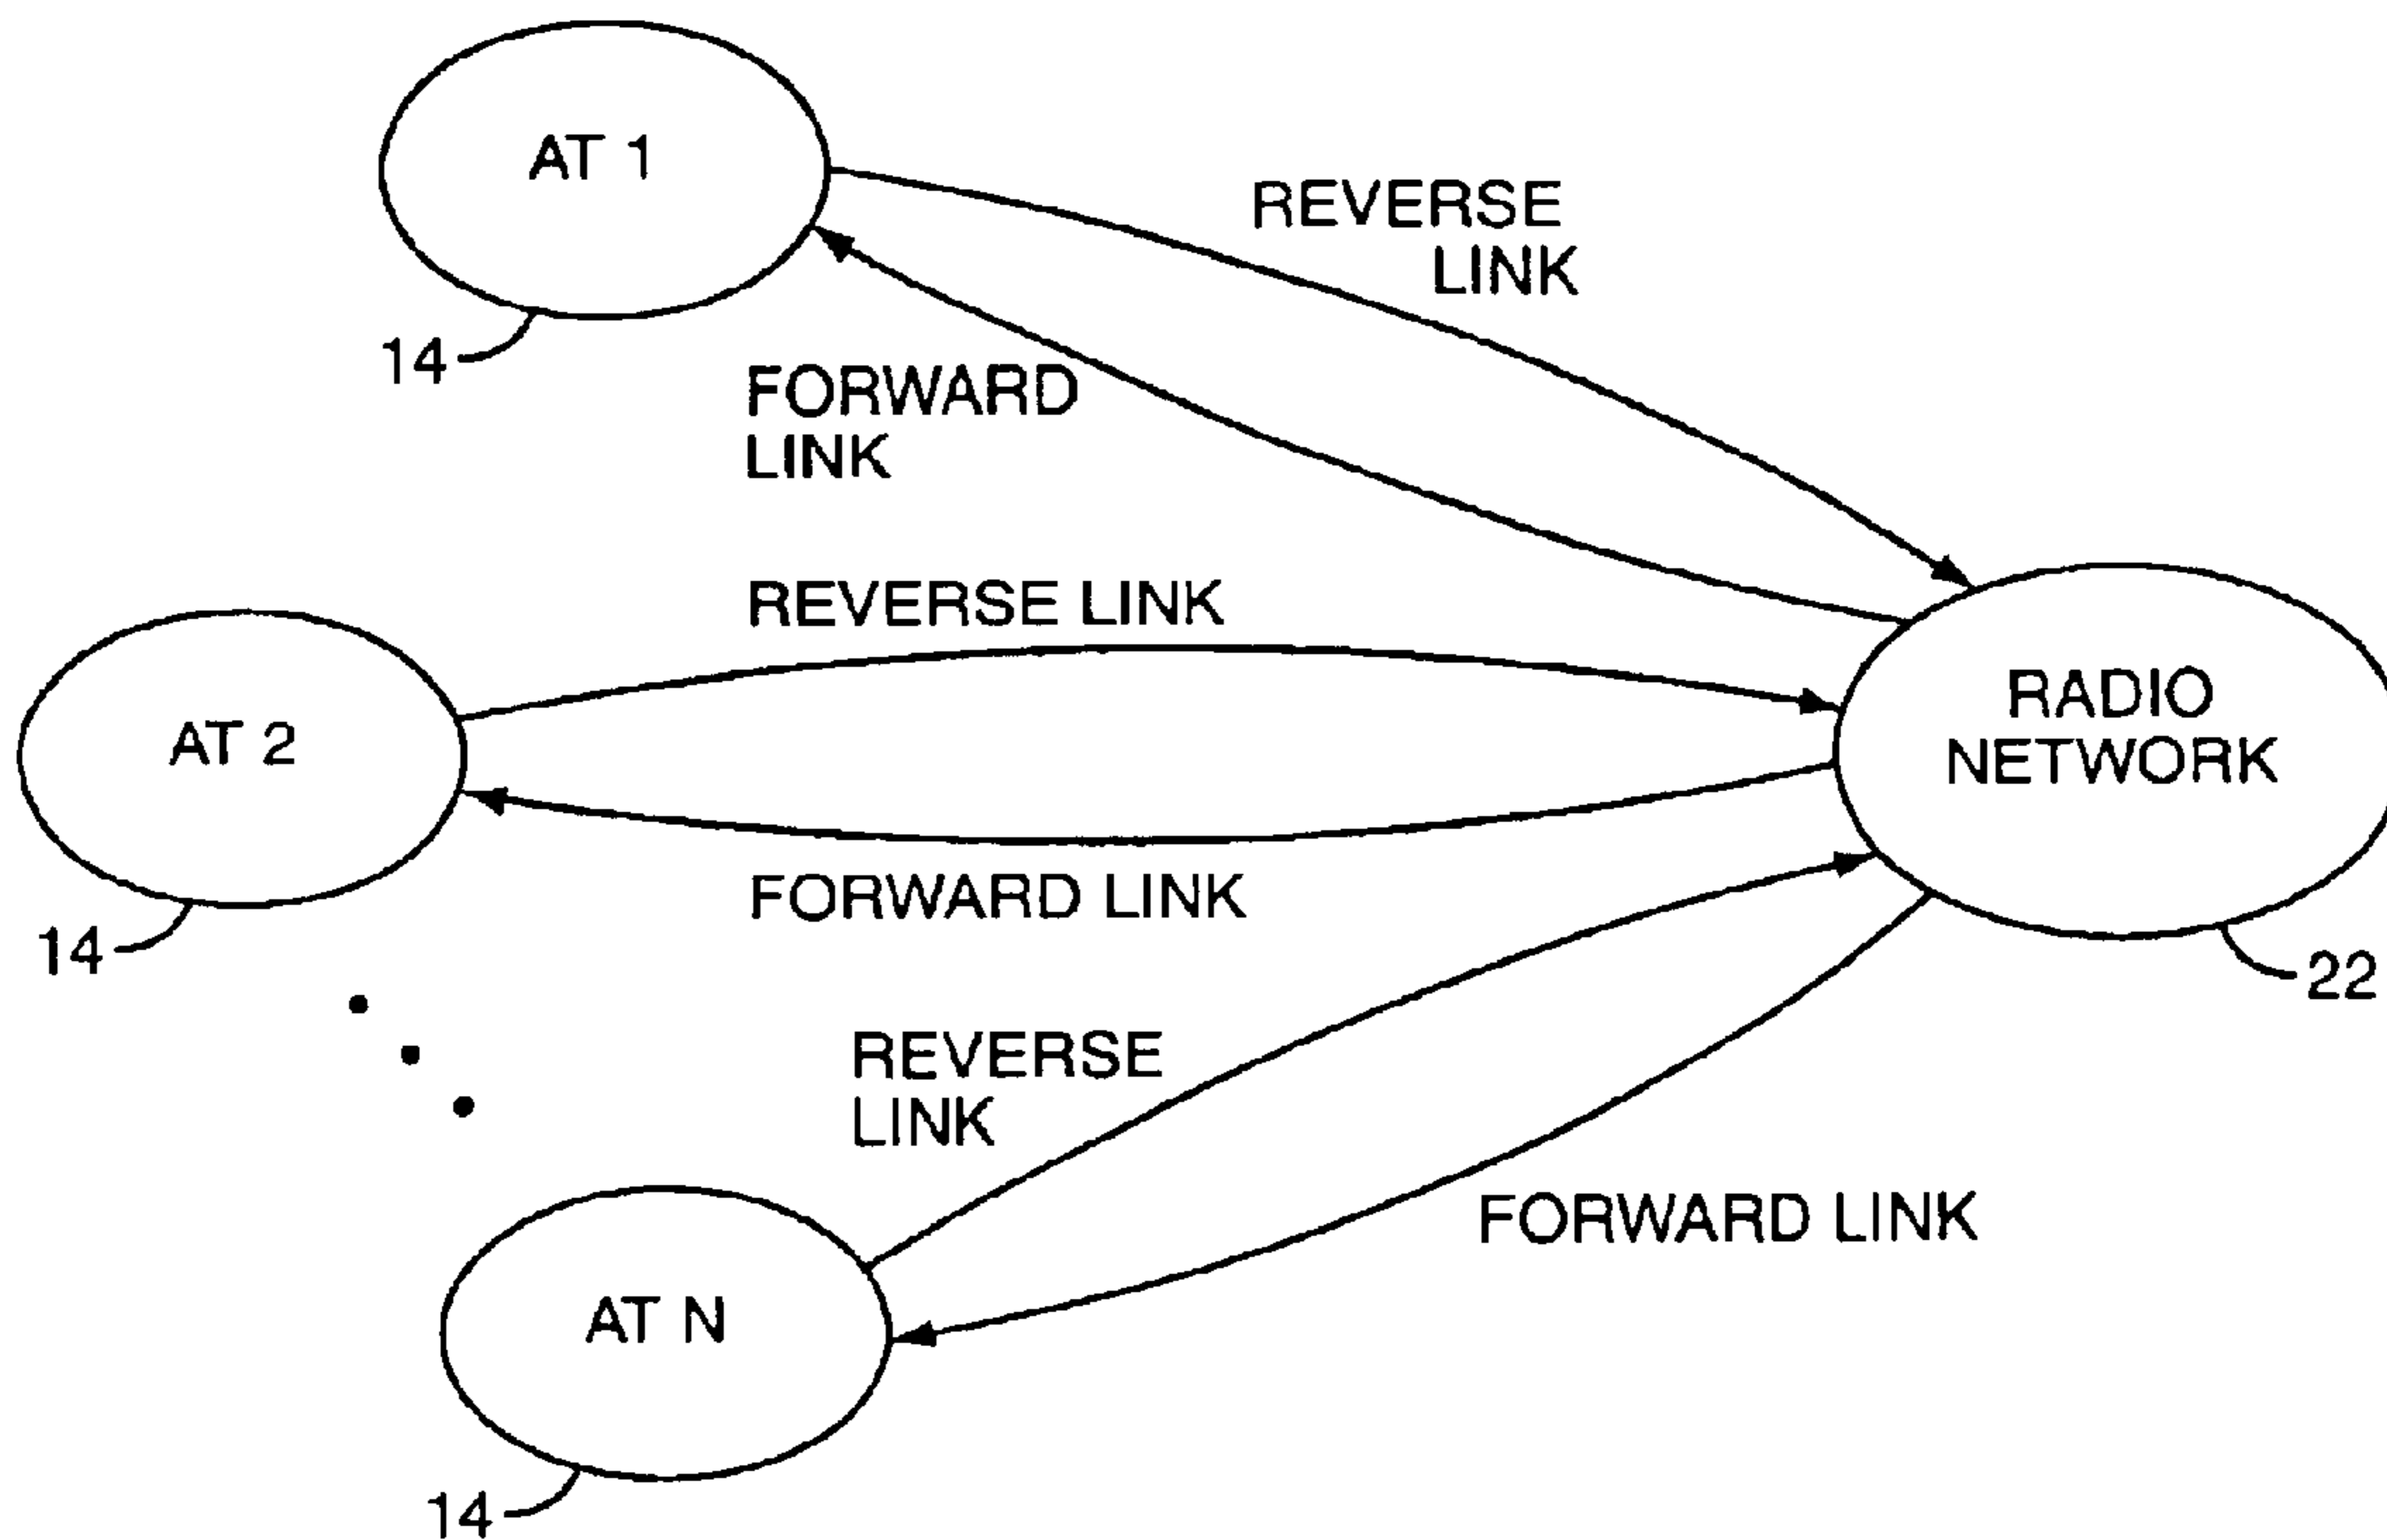 AT 1
REVERSE
LINK
14
FORWARD
LINK
REVERSE LINK
RADIO
NETWORK
AT 2
FORWARD LINK
14
22
REVERSE
LINK
FORWARD LINK
AT N
14